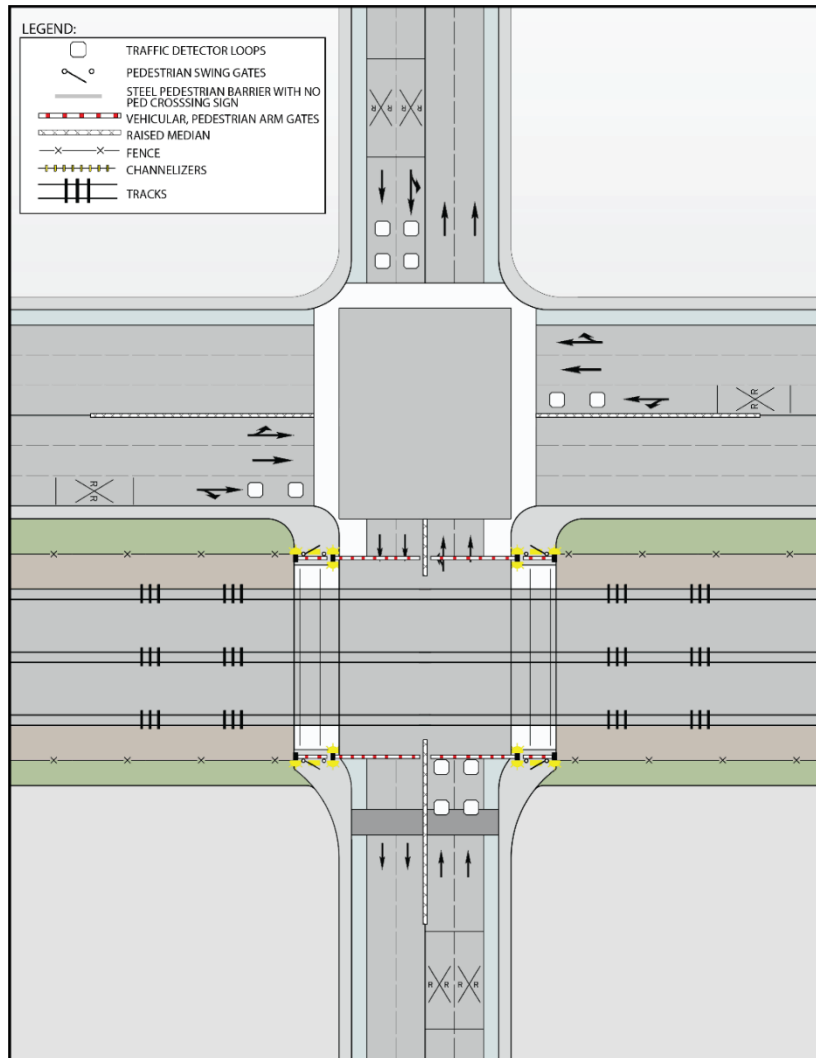 LEGEND:
TRAFFIC DETECTOR LOOPS
PEDESTRIAN SWING GATES
STEEL PEDESTRIAN BARRIER WITH NO
PED CROSSSING SIGN
VEHICULAR, PEDESTRIAN ARM GATES
RAISED MEDIAN
FENCE
CHANNELIZERS
TRACKS
R R R R
R R
R R
R R R R